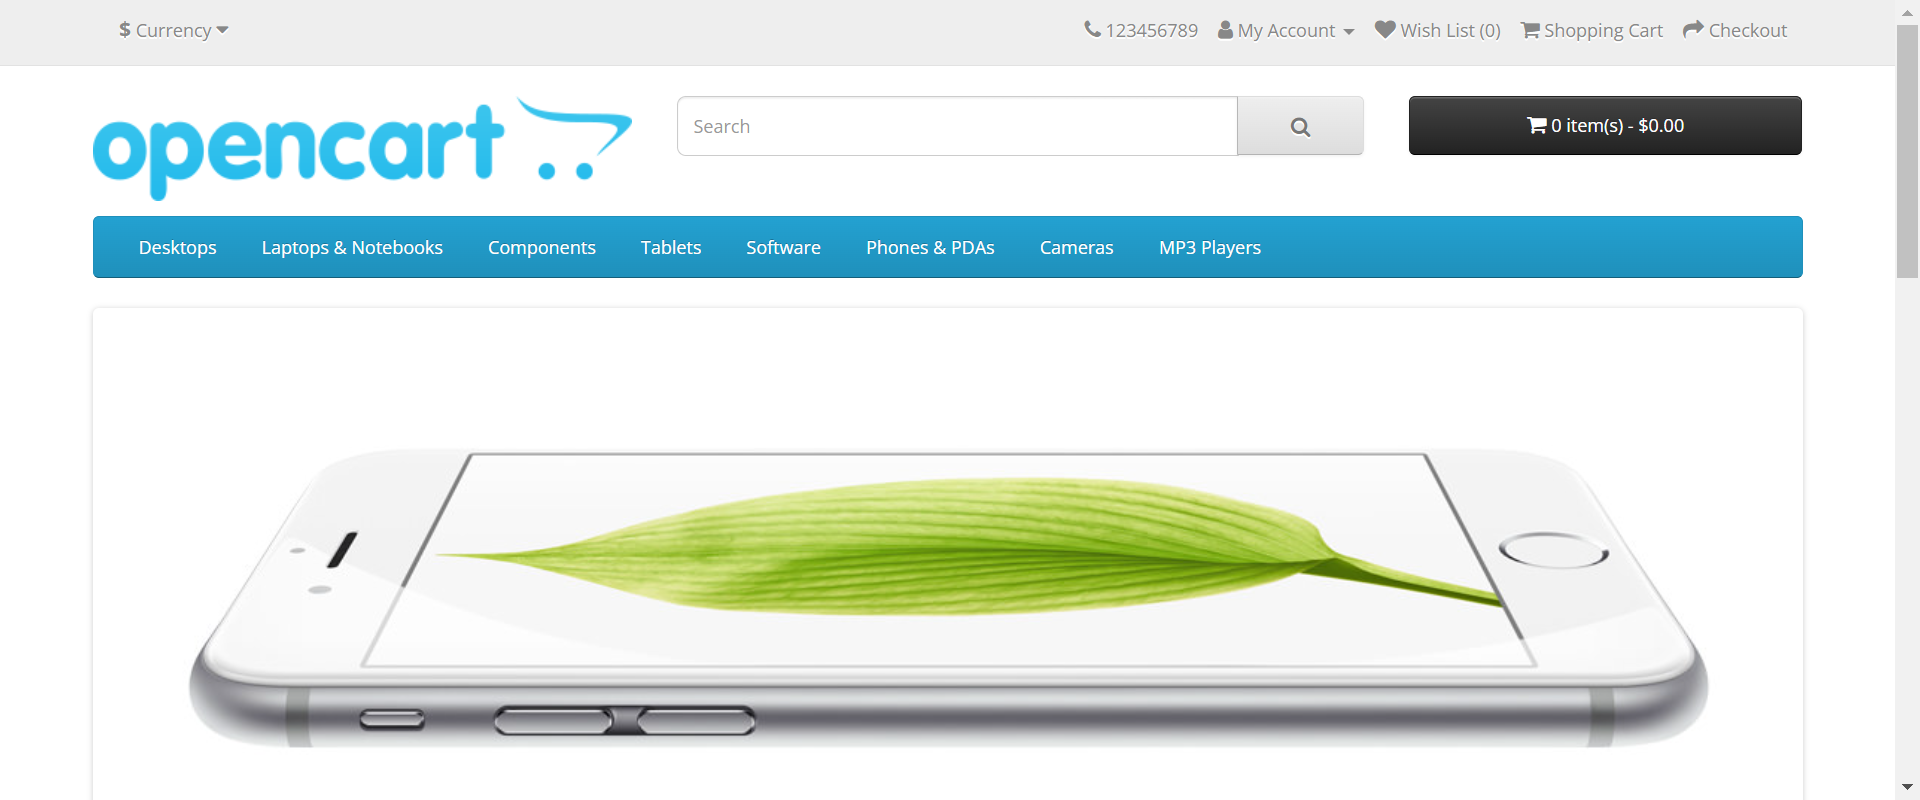 $ Currency
123456789 My Account Wish List (0) Shopping Cart Checkout
opencart
Search
0 item(s) - $0.00
Desktops Laptops & Notebooks Components Tablets Software Phones & PDAs Cameras MP3 Players